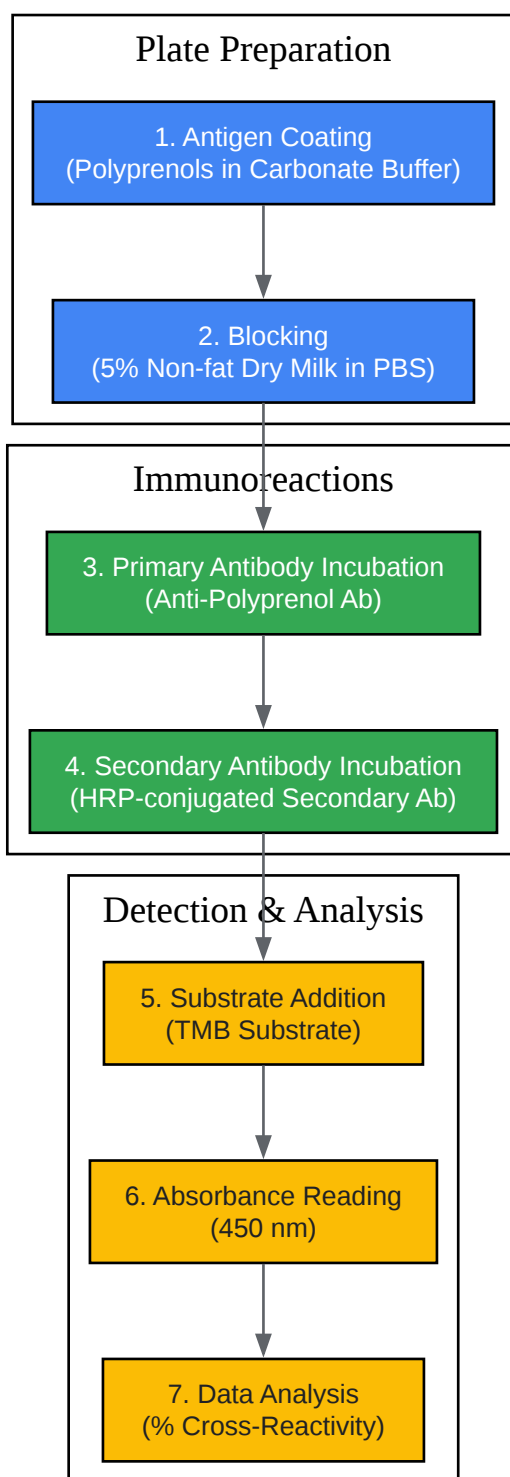 Plate Preparation
1. Antigen Coating
(Polyprenols in Carbonate Buffer)
2. Blocking
(5% Non-fat Dry Milk in PBS)
Immunoreactions
3. Primary Antibody Incubation
(Anti-Polyprenol Ab)
4. Secondary Antibody Incubation
(HRP-conjugated Secondary Ab)
Detection & Analysis
5. Substrate Addition
(TMB Substrate)
6. Absorbance Reading
(450 nm)
7. Data Analysis
(% Cross-Reactivity)